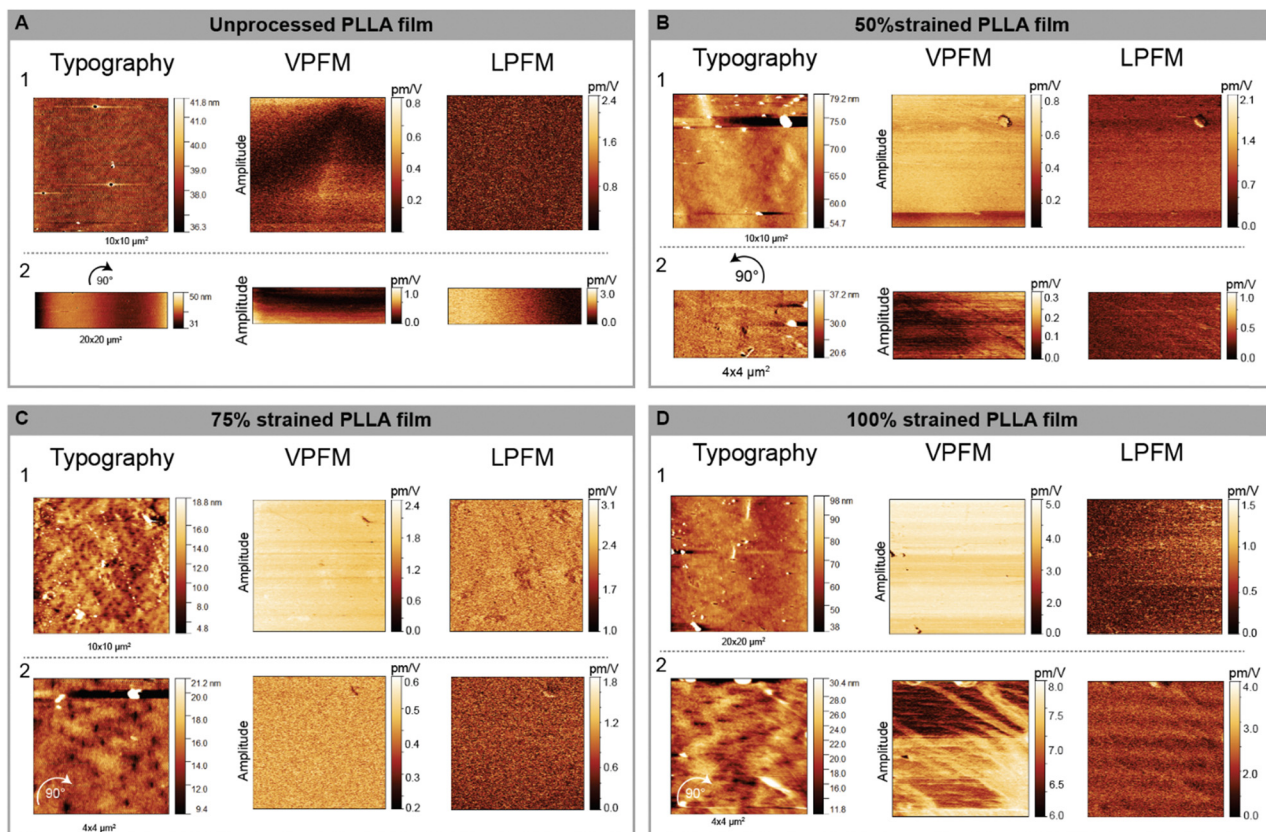 A Unprocessed PLLA film
Typography VPFM LPFM
1
41.8 nm
41.0
40.0
39.0
38.0
37.0
36.3
10x10 µm²
Amplitude
pm/V
0.8
0.6
0.4
0.2
pm/V
2.4
1.6
0.8
2
90°
50 nm
31
20x20 µm²
Amplitude
pm/V
1.0
0.0
pm/V
3.0
0.0
B 50%strained PLLA film
Typography VPFM LPFM
1
79.2 nm
75.0
70.0
65.0
60.0
54.7
10x10 µm²
Amplitude
pm/V
0.8
0.6
0.4
0.2
pm/V
2.1
1.4
1.7
0.0
2
90°
37.2 nm
30.0
20.6
4x4 µm²
Amplitude
pm/V
0.3
0.2
0.1
0.0
pm/V
1.0
0.5
0.0
C 75% strained PLLA film
Typography VPFM LPFM
1
18.8 nm
16.0
14.0
12.0
10.0
8.0
4.8
10x10 µm²
Amplitude
pm/V
2.4
1.8
1.2
0.6
0.0
pm/V
3.1
2.4
1.7
1.0
2
90°
21.2 nm
20.0
18.0
16.0
14.0
12.0
9.4
4x4 µm²
Amplitude
pm/V
0.6
0.5
0.4
0.3
0.2
pm/V
1.8
1.2
0.6
0.0
D 100% strained PLLA film
Typography VPFM LPFM
1
98 nm
90
80
70
60
50
38
20x20 µm²
Amplitude
pm/V
5.0
4.0
3.0
2.0
0.0
pm/V
1.5
1.0
0.5
0.0
2
90°
30.4 nm
28.0
26.0
24.0
22.0
20.0
18.0
16.0
14.0
11.8
4x4 µm²
Amplitude
pm/V
8.0
7.5
7.0
6.5
6.0
pm/V
4.0
3.0
2.0
0.0